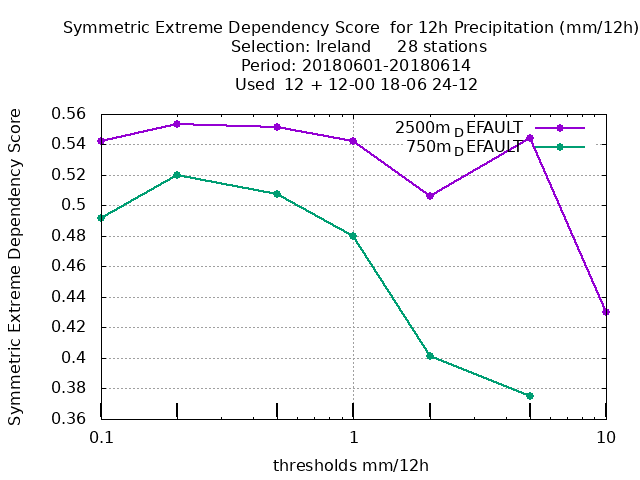 Symmetric Extreme Dependency Score  for 12h Precipitation (mm/12h)
Selection: Ireland     28 stations
Period: 20180601-20180614
Used  12 + 12-00 18-06 24-12
Symmetric Extreme Dependency Score
0.56
0.54
0.52
0.5
0.48
0.46
0.44
0.42
0.4
0.38
0.36
2500m_DEFAULT
750m_DEFAULT
0.1
1
10
thresholds mm/12h